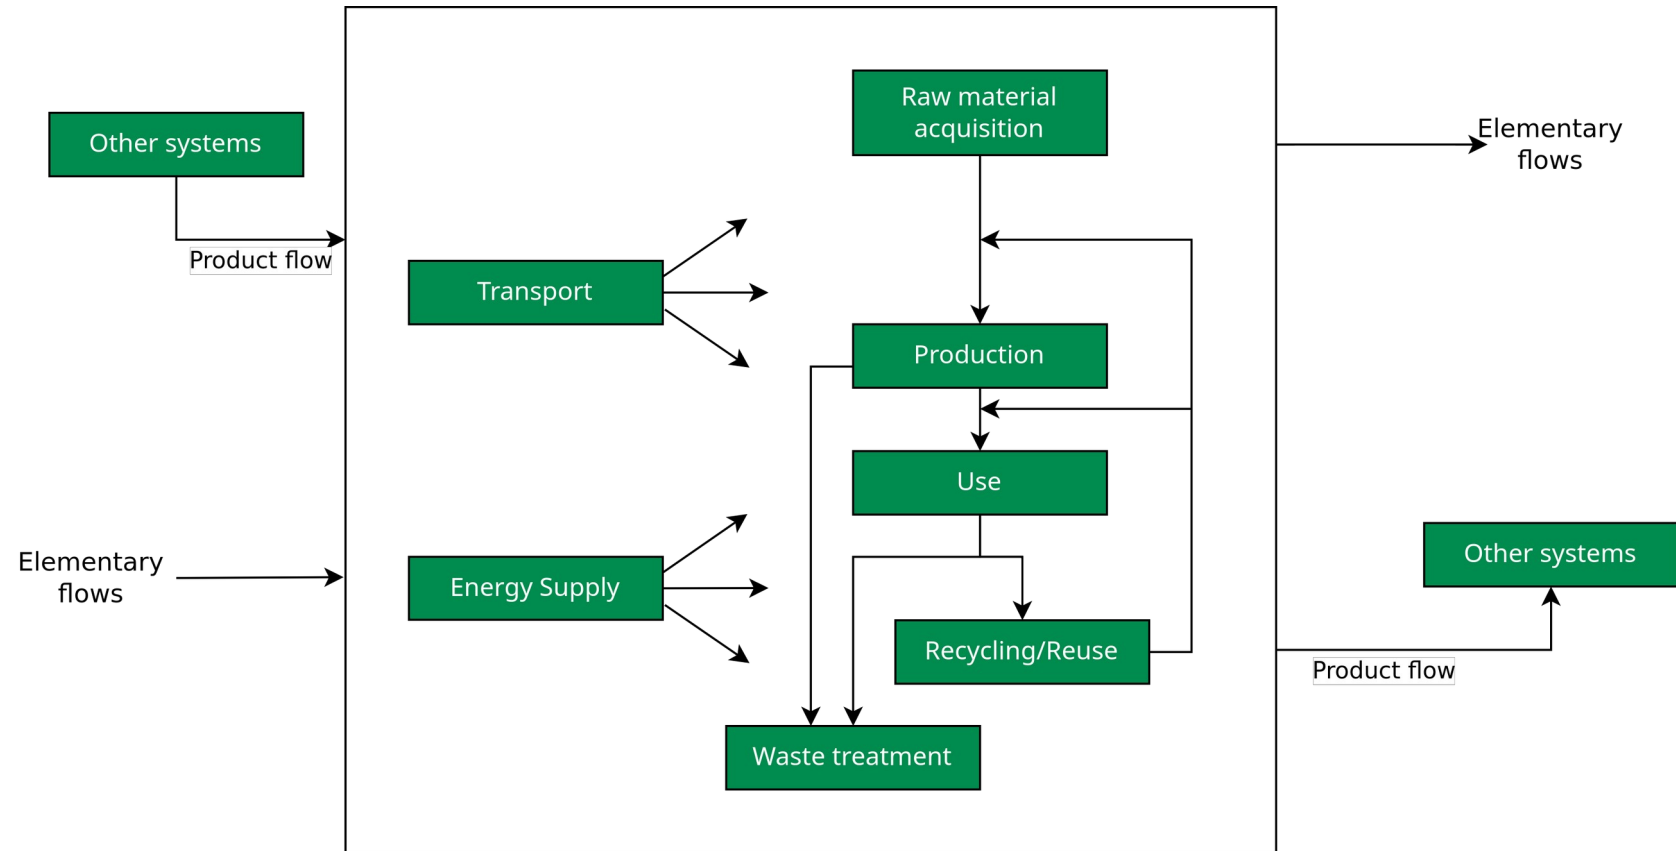 Raw material
acquisition
Other systems
Elementary
flows
Product flow
Transport
Production
Use
Elementary
flows
Energy Supply
Other systems
Recycling/Reuse
Product flow
Waste treatment